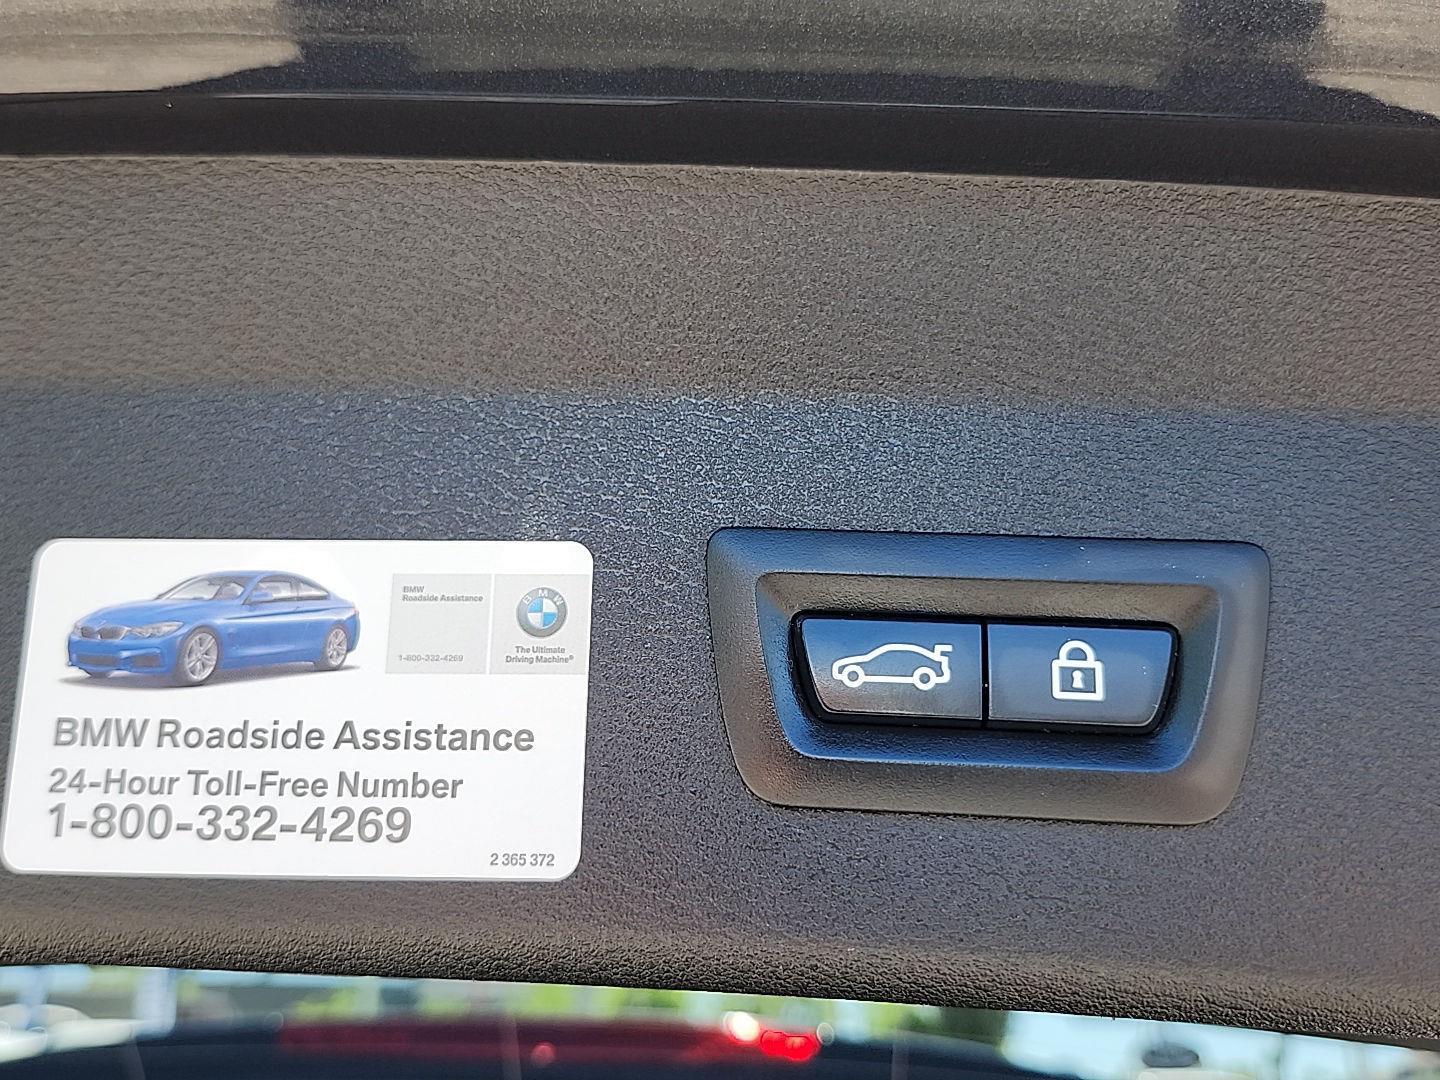 BMW
Roadside Assistance
1-800-332-4269
BMW
The Ultimate
Driving Machine®
BMW Roadside Assistance
24-Hour Toll-Free Number
1-800-332-4269
2 365 372